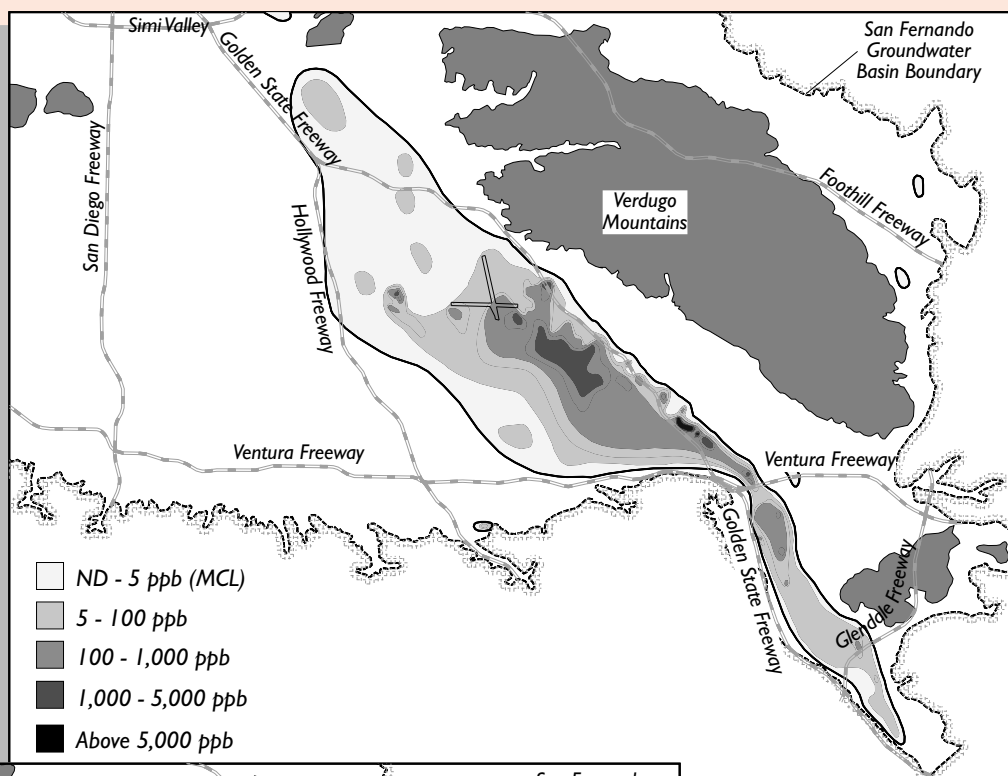 Simi Valley
San Fernando
Groundwater
Basin Boundary
Golden State Freeway
San Diego Freeway
Hollywood Freeway
Verdugo
Mountains
Foothill Freeway
Ventura Freeway
Ventura Freeway
Golden State Freeway
Glendale Freeway
ND - 5 ppb (MCL)
5 - 100 ppb
100 - 1,000 ppb
1,000 - 5,000 ppb
Above 5,000 ppb